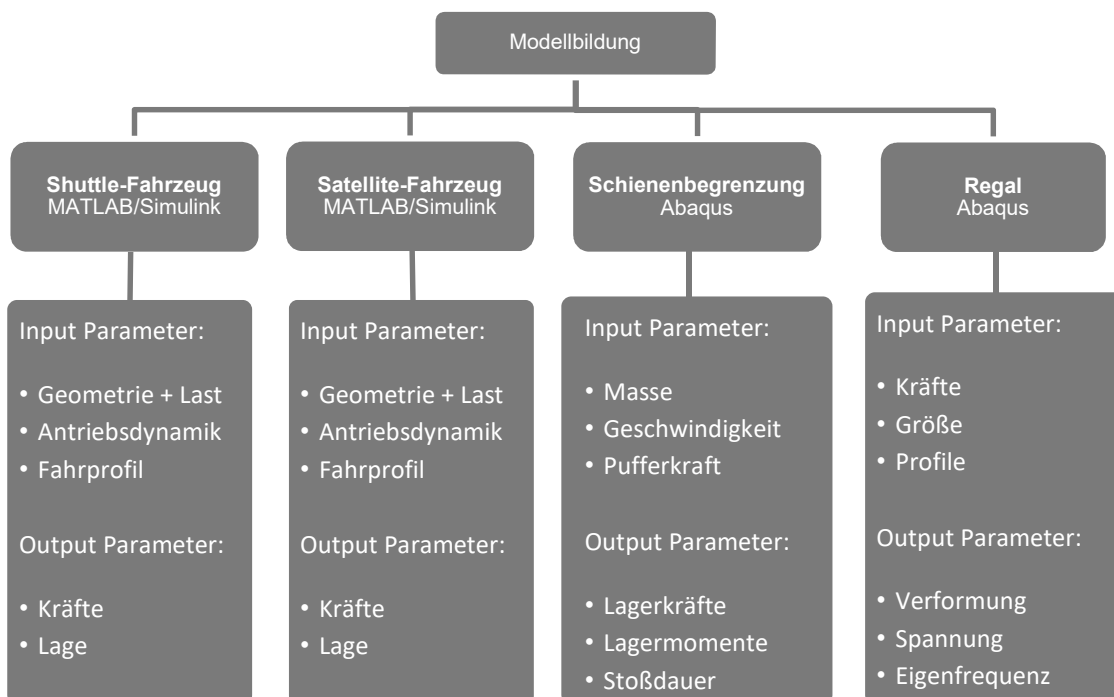 Modellbildung
Shuttle-Fahrzeug
MATLAB/Simulink
Satellite-Fahrzeug
MATLAB/Simulink
Schienenbegrenzung
Abaqus
Regal
Abaqus
Input Parameter:
• Geometrie + Last
• Antriebsdynamik
• Fahrprofil
Output Parameter:
• Kräfte
• Lage
Input Parameter:
• Geometrie + Last
• Antriebsdynamik
• Fahrprofil
Output Parameter:
• Kräfte
• Lage
Input Parameter:
• Masse
• Geschwindigkeit
• Pufferkraft
Output Parameter:
• Lagerkräfte
• Lagermomente
• Stoßdauer
Input Parameter:
• Kräfte
• Größe
• Profile
Output Parameter:
• Verformung
• Spannung
• Eigenfrequenz